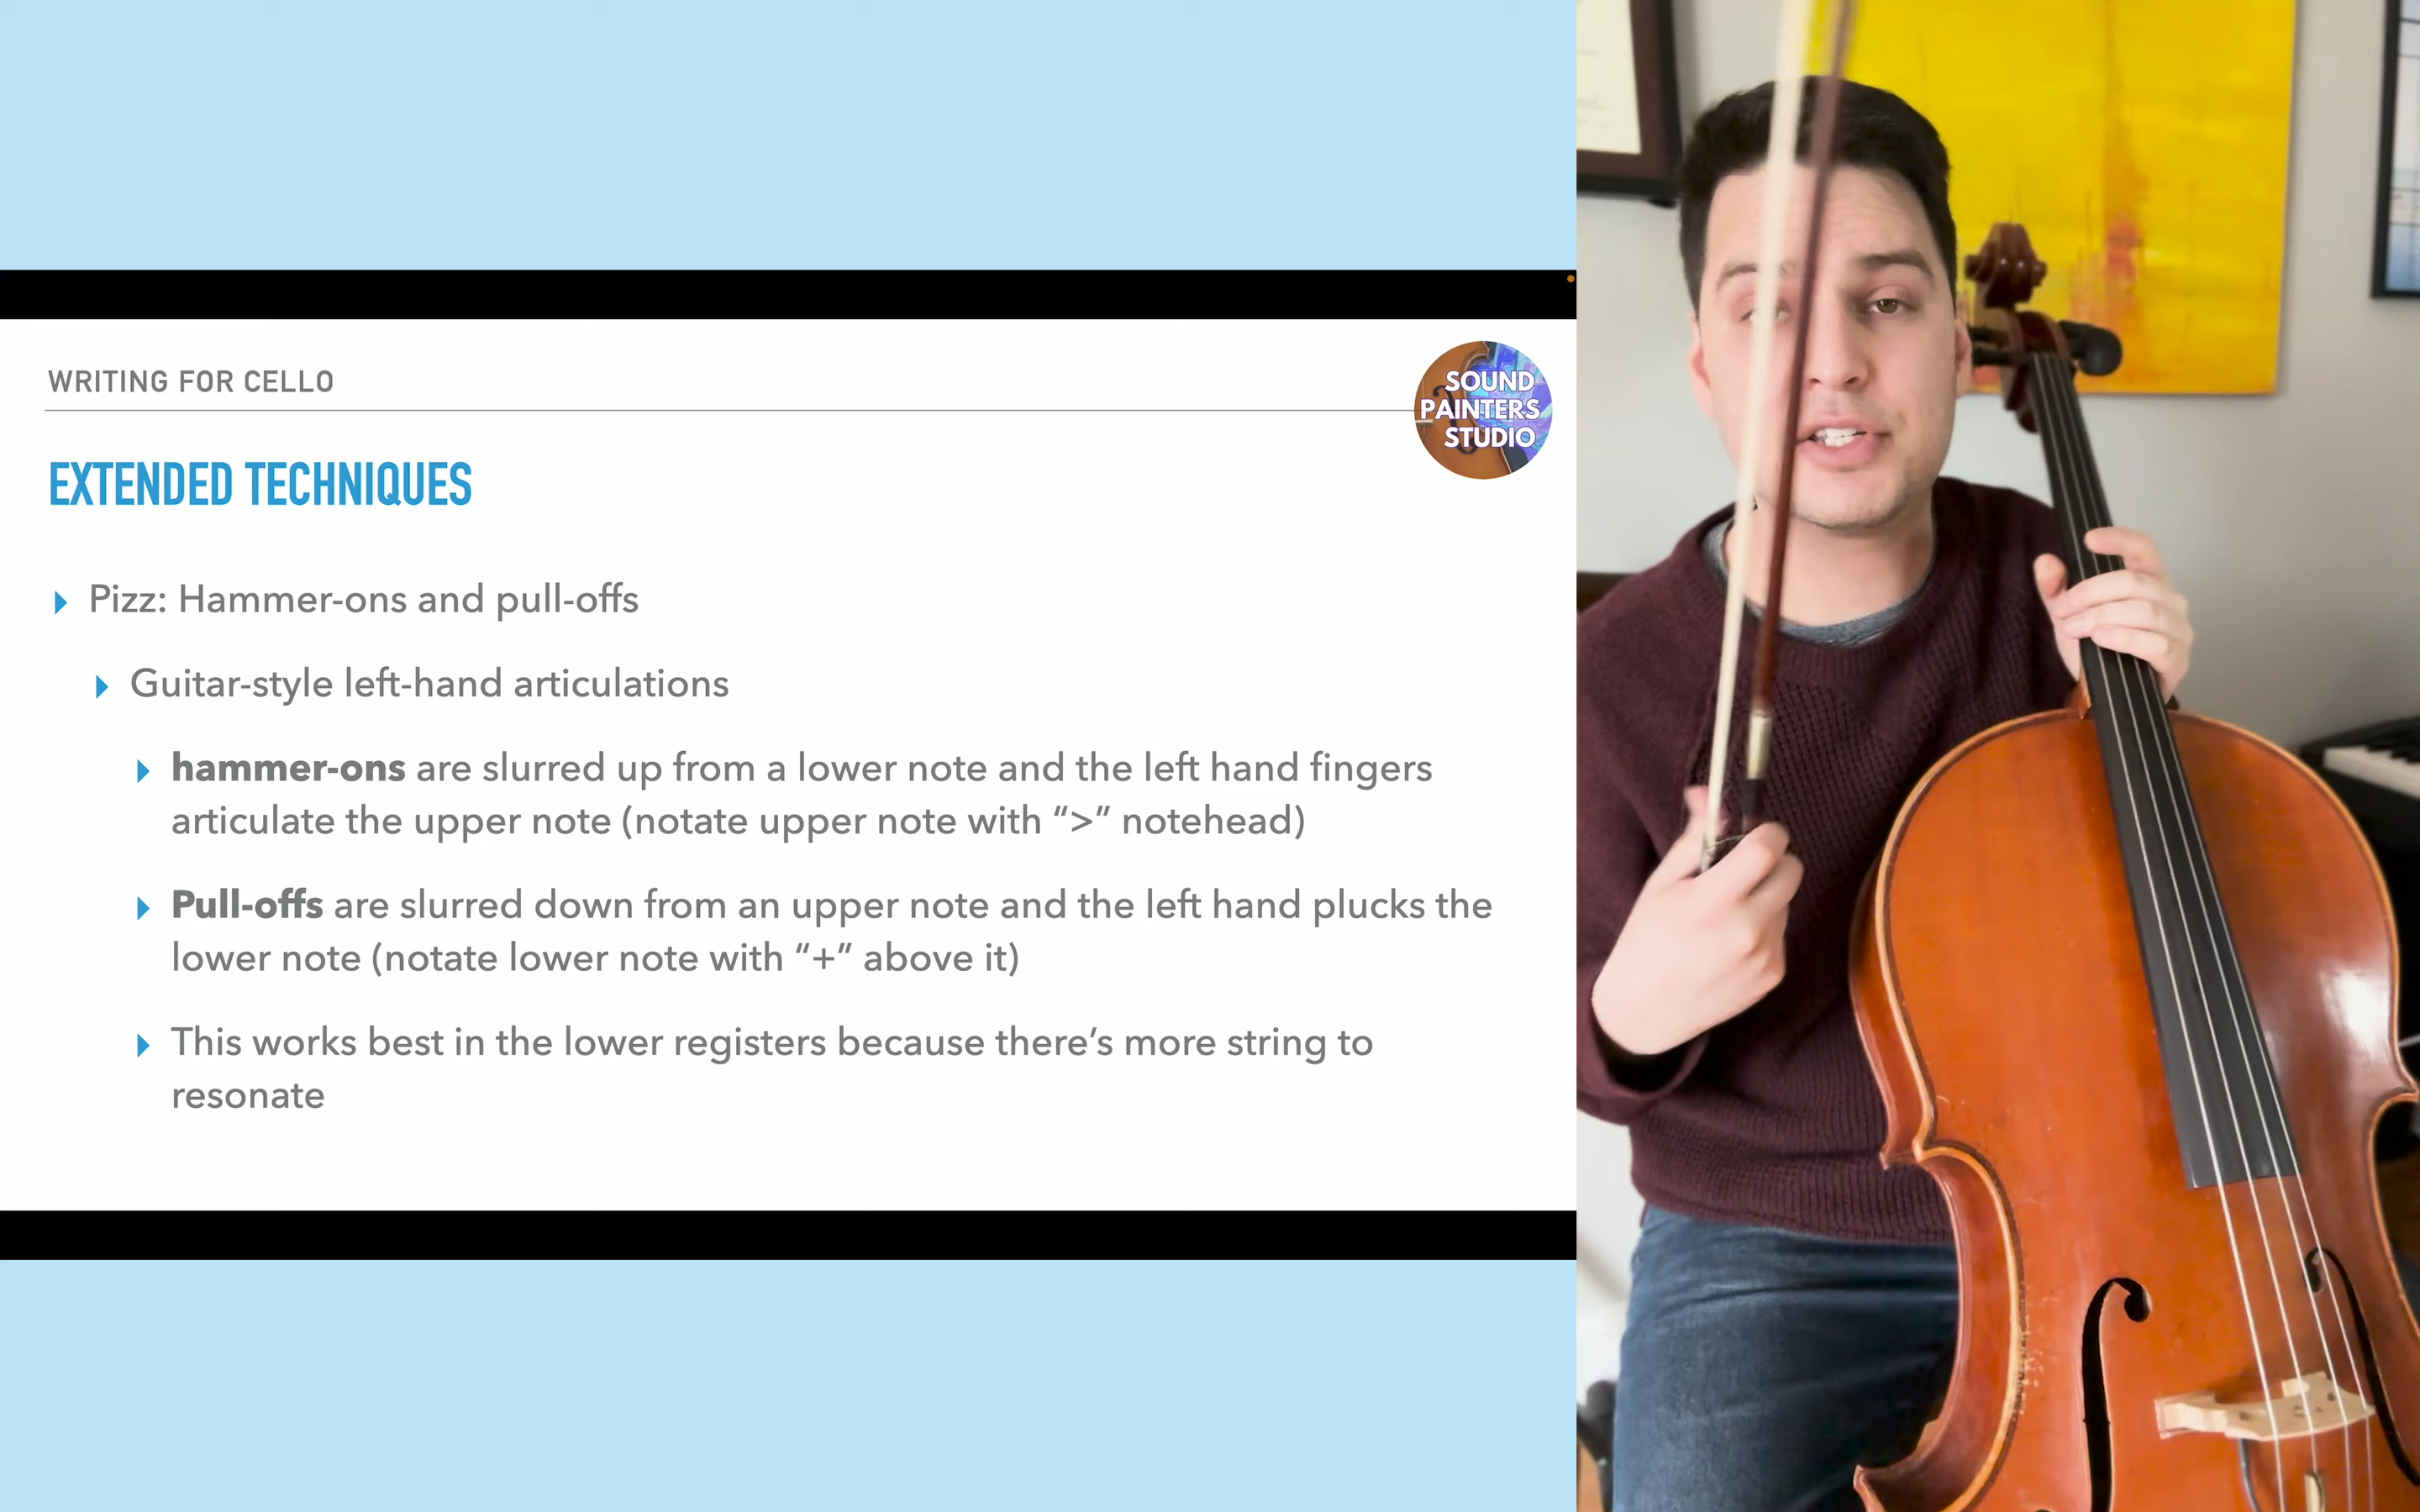 WRITING FOR CELLO
SOUND
PAINTERS
STUDIO
EXTENDED TECHNIQUES
Pizz: Hammer-ons and pull-offs
Guitar-style left-hand articulations
hammer-ons are slurred up from a lower note and the left hand fingers
articulate the upper note (notate upper note with “>” notehead)
Pull-offs are slurred down from an upper note and the left hand plucks the
lower note (notate lower note with “+” above it)
This works best in the lower registers because there’s more string to
resonate